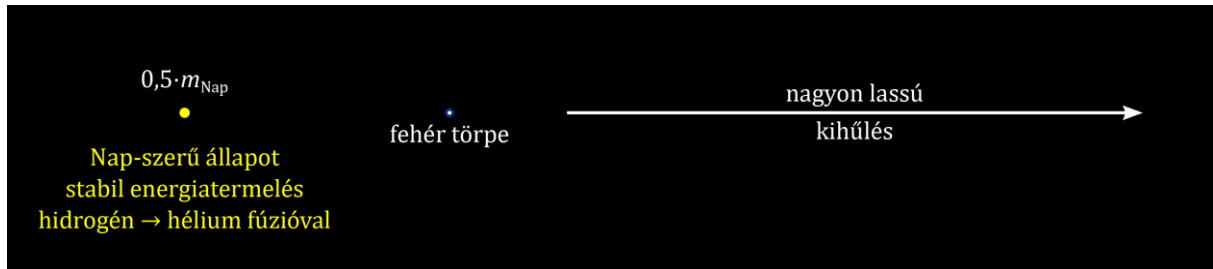 0,5·mNap
Nap-szerű állapot
stabil energiatermelés
hidrogén → hélium fúzióval
fehér törpe
nagyon lassú
kihűlés